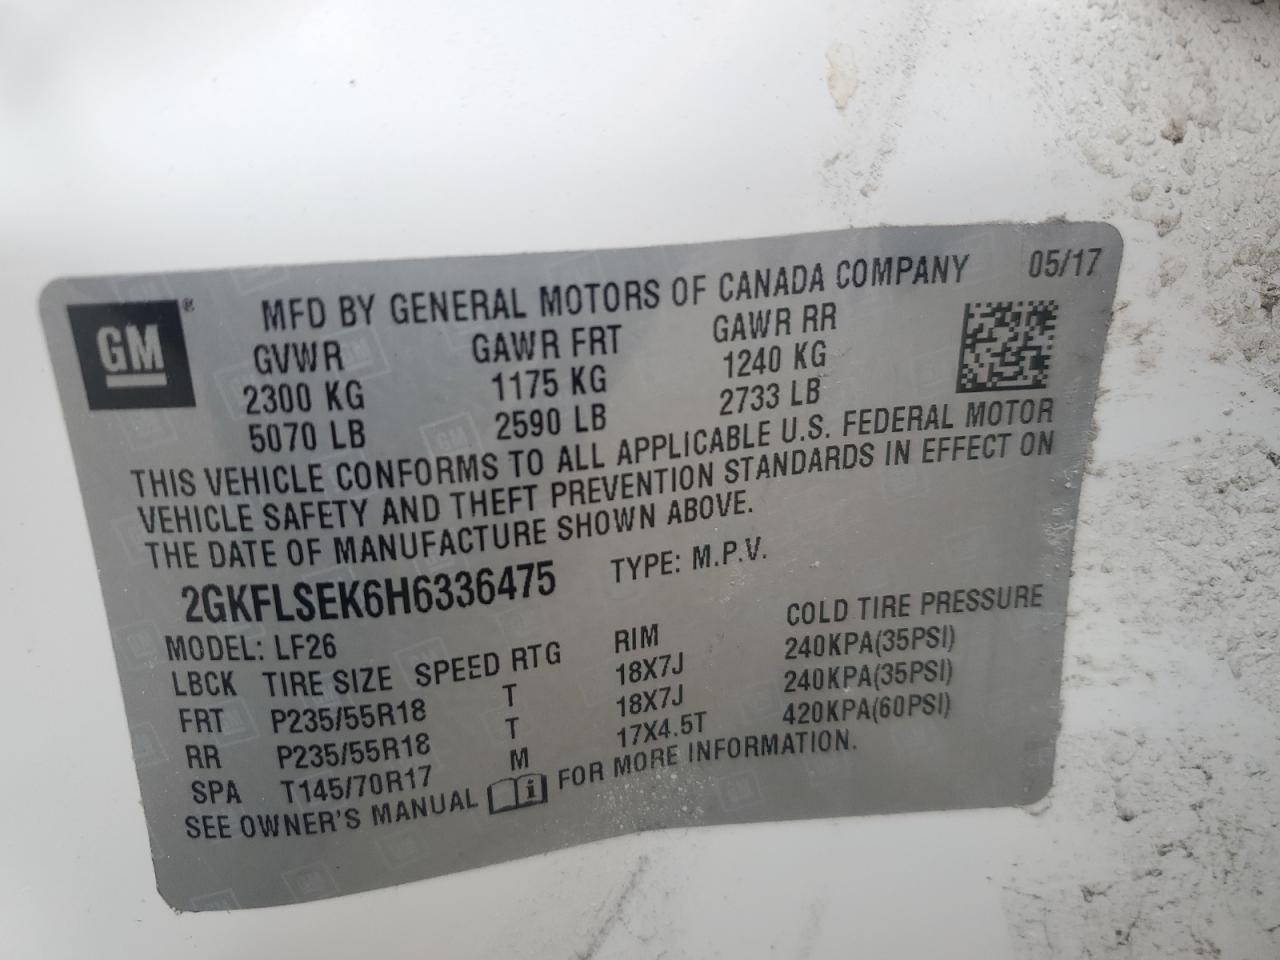 GM ®
MFD BY GENERAL MOTORS OF CANADA COMPANY 05/17
GVWR GAWR FRT GAWR RR
2300 KG 1175 KG 1240 KG
5070 LB 2590 LB 2733 LB
THIS VEHICLE CONFORMS TO ALL APPLICABLE U.S. FEDERAL MOTOR
VEHICLE SAFETY AND THEFT PREVENTION STANDARDS IN EFFECT ON
THE DATE OF MANUFACTURE SHOWN ABOVE.
2GKFLSEK6H6336475 TYPE: M.P.V.
MODEL: LF26
LBCK TIRE SIZE SPEED RTG RIM COLD TIRE PRESSURE
FRT P235/55R18 T 18X7J 240KPA(35PSI)
RR P235/55R18 T 18X7J 240KPA(35PSI)
SPA T145/70R17 M 17X4.5T 420KPA(60PSI)
SEE OWNER'S MANUAL i FOR MORE INFORMATION.